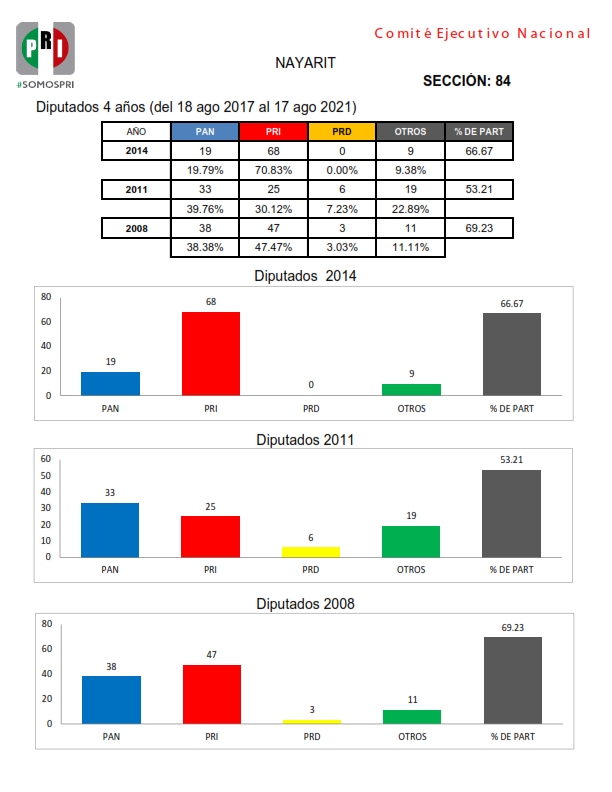 PRI
#SOMOSPRI
Comité Ejecutivo Nacional
NAYARIT
SECCIÒN: 84
Diputados 4 años (del 18 ago 2017 al 17 ago 2021)
AÑO PAN PRI PRD OTROS % DE PART
2014 19 68 0 9 66.67
19.79% 70.83% 0.00% 9.38%
2011 33 25 6 19 53.21
39.76% 30.12% 7.23% 22.89%
2008 38 47 3 11 69.23
38.38% 47.47% 3.03% 11.11%
Diputados 2014
80
60
40
20
0
19 68 0 9 66.67
PAN PRI PRD OTROS % DE PART
Diputados 2011
60
50
40
30
20
10
0
33 25 6 19 53.21
PAN PRI PRD OTROS % DE PART
Diputados 2008
80
60
40
20
0
38 47 3 11 69.23
PAN PRI PRD OTROS % DE PART